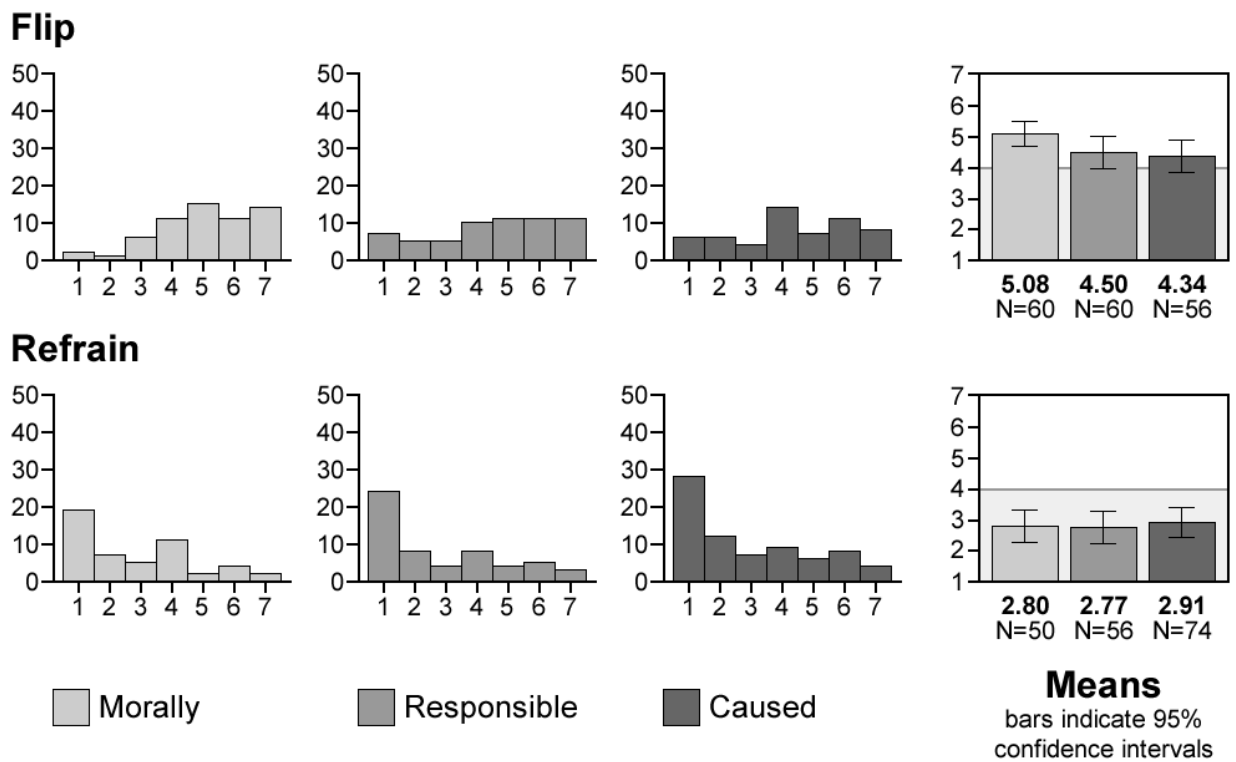 Flip
50 50 50 7
40 40 40 6
30 30 30 5
20 20 20 4
10 10 10 3
0 0 0 2
1
1 2 3 4 5 6 7 1 2 3 4 5 6 7 1 2 3 4 5 6 7
5.08 4.50 4.34
N=60 N=60 N=56
Refrain
50 50 50 7
40 40 40 6
30 30 30 5
20 20 20 4
10 10 10 3
0 0 0 2
1
1 2 3 4 5 6 7 1 2 3 4 5 6 7 1 2 3 4 5 6 7
2.80 2.77 2.91
N=50 N=56 N=74
Morally Responsible Caused
Means
bars indicate 95%
confidence intervals